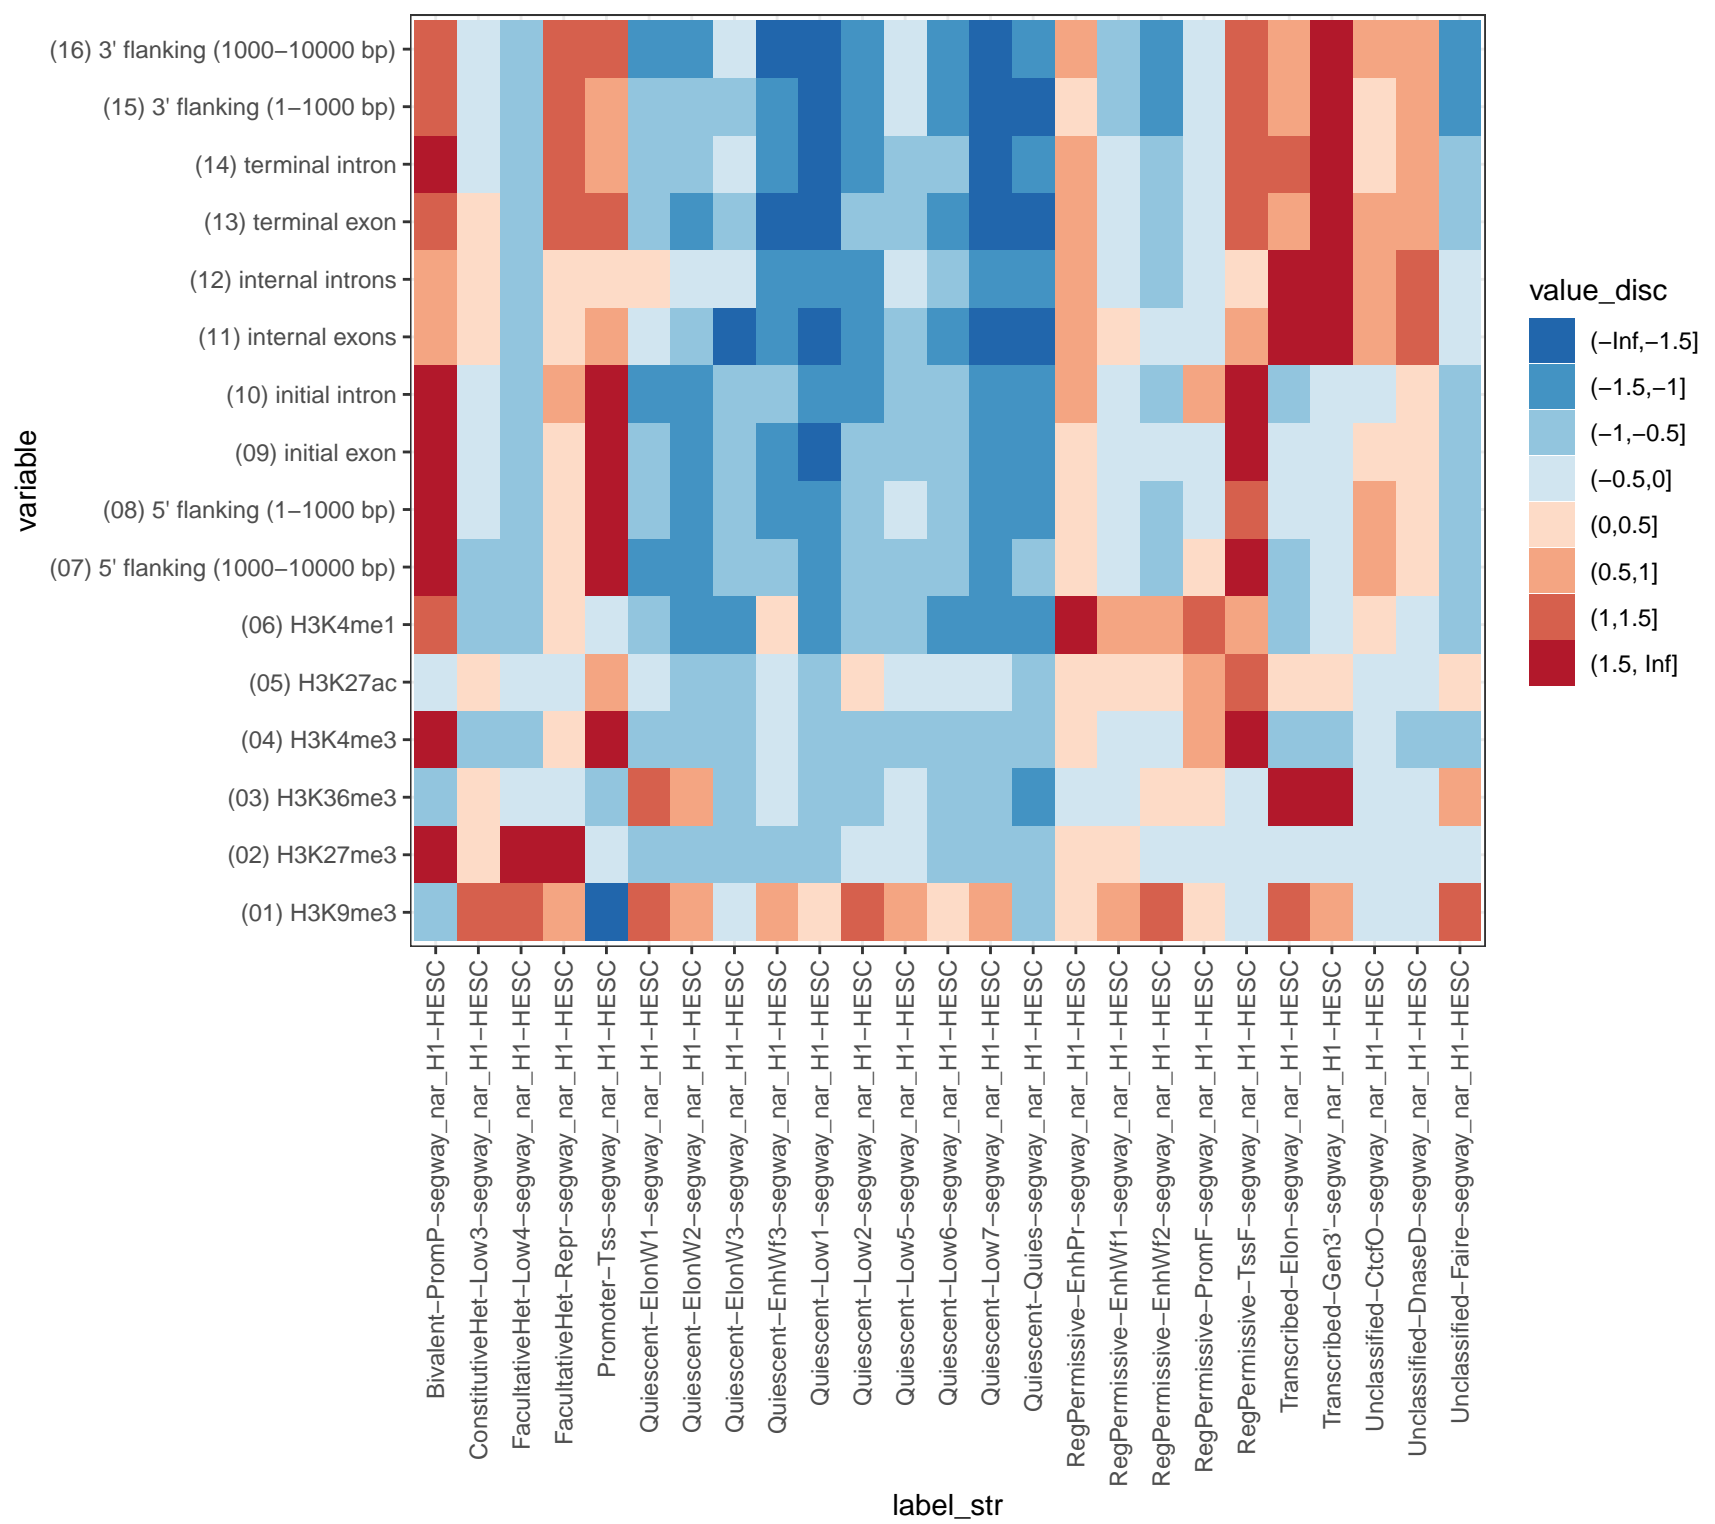 (16) 3' flanking (1000−10000 bp)
(15) 3' flanking (1−1000 bp)
(14) terminal intron
(13) terminal exon
(12) internal introns
(11) internal exons
(10) initial intron
(09) initial exon
(08) 5' flanking (1−1000 bp)
(07) 5' flanking (1000−10000 bp)
(06) H3K4me1
(05) H3K27ac
(04) H3K4me3
(03) H3K36me3
(02) H3K27me3
(01) H3K9me3
variable
Bivalent−PromP−segway_nar_H1−HESC
ConstitutiveHet−Low3−segway_nar_H1−HESC
FacultativeHet−Low4−segway_nar_H1−HESC
FacultativeHet−Repr−segway_nar_H1−HESC
Promoter−Tss−segway_nar_H1−HESC
Quiescent−ElonW1−segway_nar_H1−HESC
Quiescent−ElonW2−segway_nar_H1−HESC
Quiescent−ElonW3−segway_nar_H1−HESC
Quiescent−EnhWf3−segway_nar_H1−HESC
Quiescent−Low1−segway_nar_H1−HESC
Quiescent−Low2−segway_nar_H1−HESC
Quiescent−Low5−segway_nar_H1−HESC
Quiescent−Low6−segway_nar_H1−HESC
Quiescent−Low7−segway_nar_H1−HESC
Quiescent−Quies−segway_nar_H1−HESC
RegPermissive−EnhPr−segway_nar_H1−HESC
RegPermissive−EnhWf1−segway_nar_H1−HESC
RegPermissive−EnhWf2−segway_nar_H1−HESC
RegPermissive−PromF−segway_nar_H1−HESC
RegPermissive−TssF−segway_nar_H1−HESC
Transcribed−Elon−segway_nar_H1−HESC
Transcribed−Gen3'−segway_nar_H1−HESC
Unclassified−CtcfO−segway_nar_H1−HESC
Unclassified−DnaseD−segway_nar_H1−HESC
Unclassified−Faire−segway_nar_H1−HESC
label_str
value_disc
(−Inf,−1.5]
(−1.5,−1]
(−1,−0.5]
(−0.5,0]
(0,0.5]
(0.5,1]
(1,1.5]
(1.5, Inf]